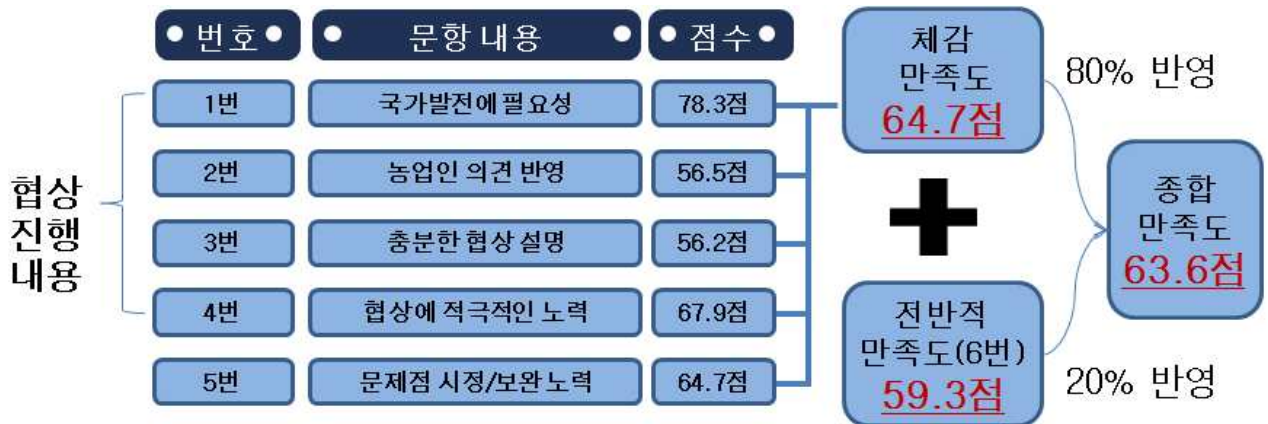 번호 문항 내용 점수
1번 국가발전에 필요성 78.3점
2번 농업인 의견 반영 56.5점
3번 충분한 협상 설명 56.2점
4번 협상에 적극적인 노력 67.9점
5번 문제점 시정/보완 노력 64.7점
협상
진행
내용
체감
만족도
64.7점
80% 반영
전반적
만족도(6번)
59.3점
20% 반영
종합
만족도
63.6점